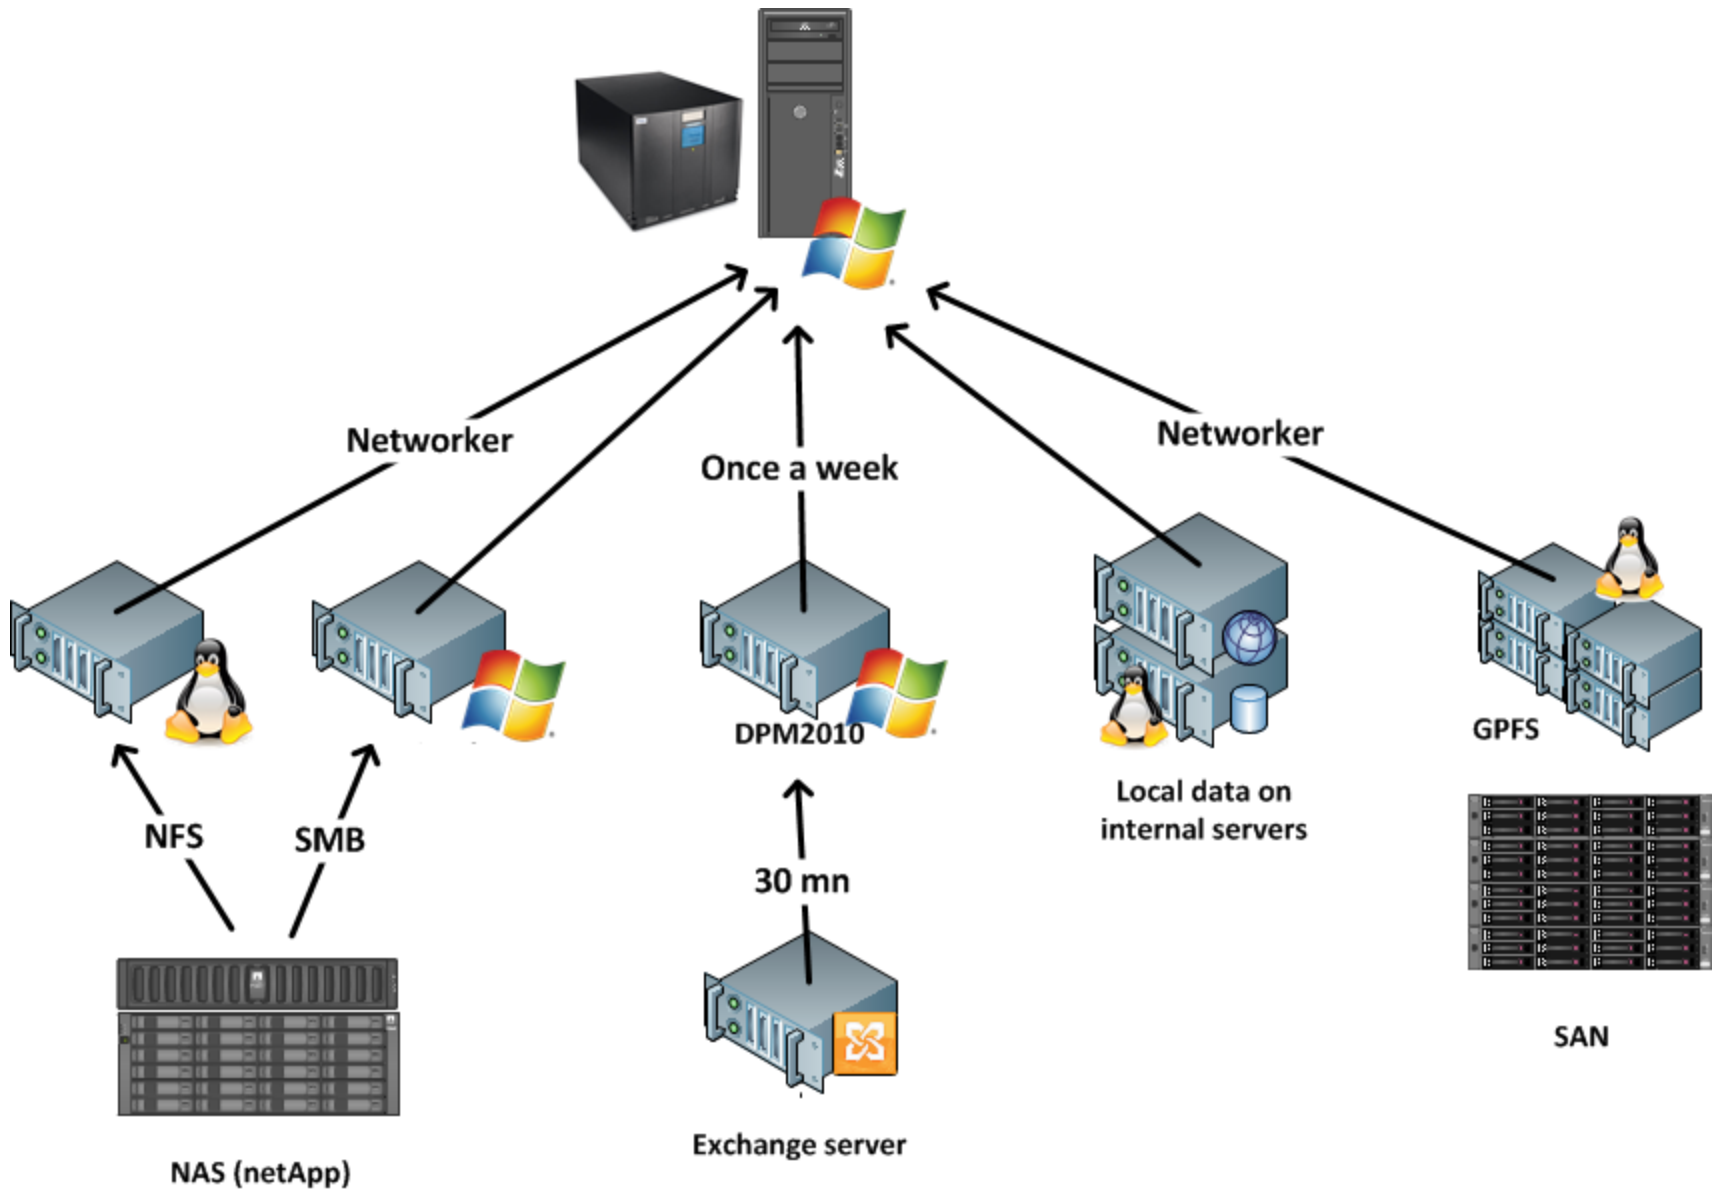 Networker
Networker
Once a week
DPM2010
GPFS
Local data on
internal servers
NFS
SMB
30 mn
SAN
Exchange server
NAS (netApp)